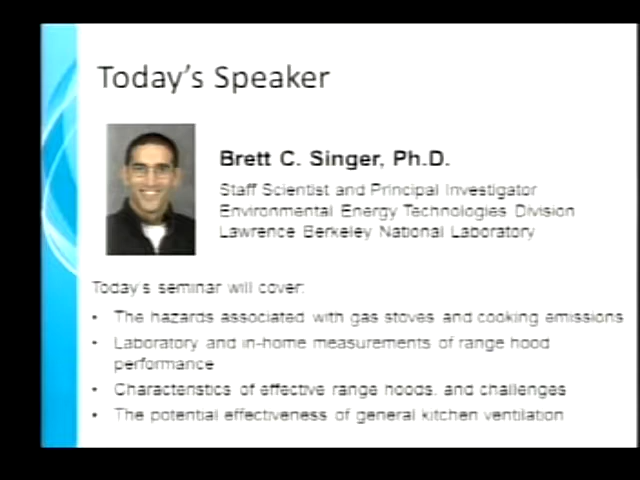 Today's Speaker
Brett C. Singer, Ph.D.
Staff Scientist and Principal Investigator
Environmental Energy Technologies Division
Lawrence Berkeley National Laboratory
Today's seminar will cover:
• The hazards associated with gas stoves and cooking emissions
• Laboratory and in-home measurements of range hood
performance
• Characteristics of effective range hoods, and challenges
• The potential effectiveness of general kitchen ventilation